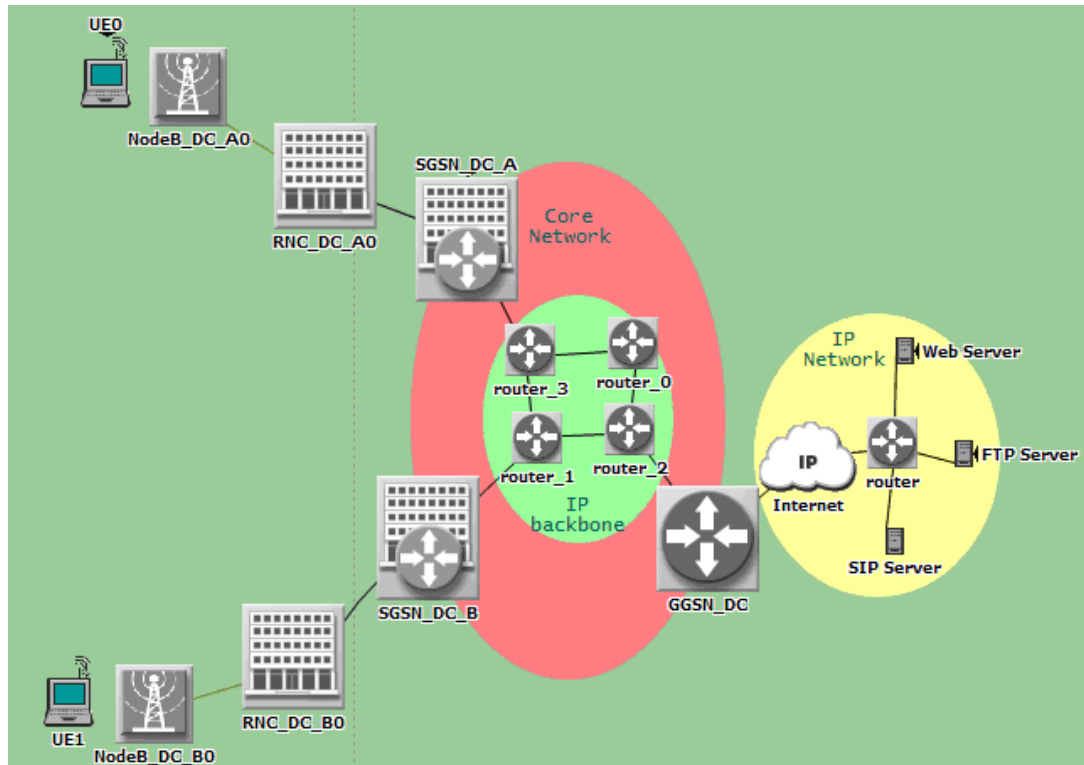 UE0
NodeB_DC_A0
RNC_DC_A0
SGSN_DC_A
Core
Network
router_3
router_0
router_1
router_2
IP
backbone
SGSN_DC_B
GGSN_DC
RNC_DC_B0
UE1
NodeB_DC_B0
IP
Network
Web Server
FTP Server
IP
Internet
router
SIP Server